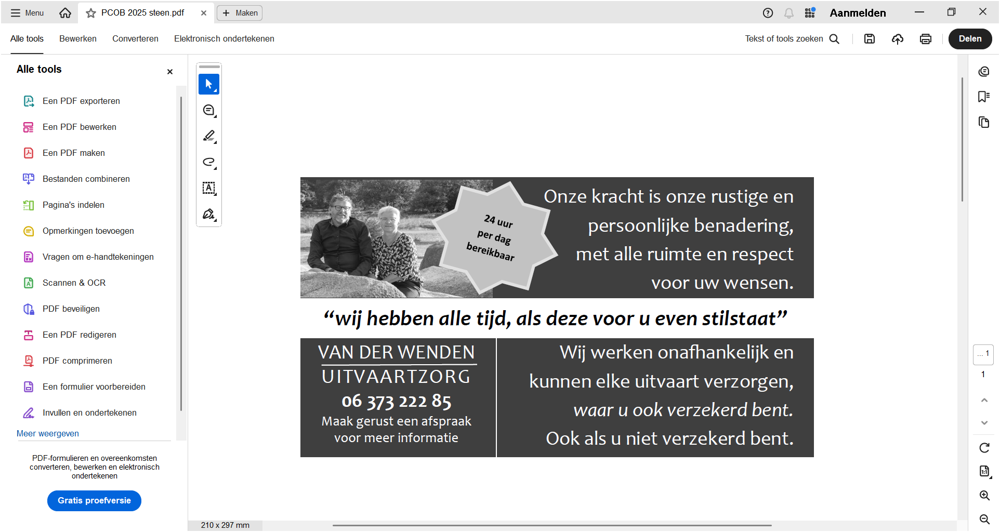 Menu
PCOB 2025 steen.pdf
Maken
Aanmelden
Alle tools
Bewerken
Converteren
Elektronisch ondertekenen
Tekst of tools zoeken
Delen
Alle tools
Een PDF exporteren
Een PDF bewerken
Een PDF maken
Bestanden combineren
Pagina's indelen
Opmerkingen toevoegen
Vragen om e-handtekeningen
Scannen & OCR
PDF beveiligen
Een PDF redigeren
PDF comprimeren
Een formulier voorbereiden
Invullen en ondertekenen
Meer weergeven
PDF-formulieren en overeenkomsten
converteren, bewerken en elektronisch
ondertekenen
Gratis proefversie
24 uur
per dag
bereikbaar
Onze kracht is onze rustige en
persoonlijke benadering,
met alle ruimte en respect
voor uw wensen.
“wij hebben alle tijd, als deze voor u even stilstaat”
VAN DER WENDEN
UITVAARTZORG
06 373 222 85
Maak gerust een afspraak
voor meer informatie
Wij werken onafhankelijk en
kunnen elke uitvaart verzorgen,
waar u ook verzekerd bent.
Ook als u niet verzekerd bent.
... 1
1
1:1
210 x 297 mm